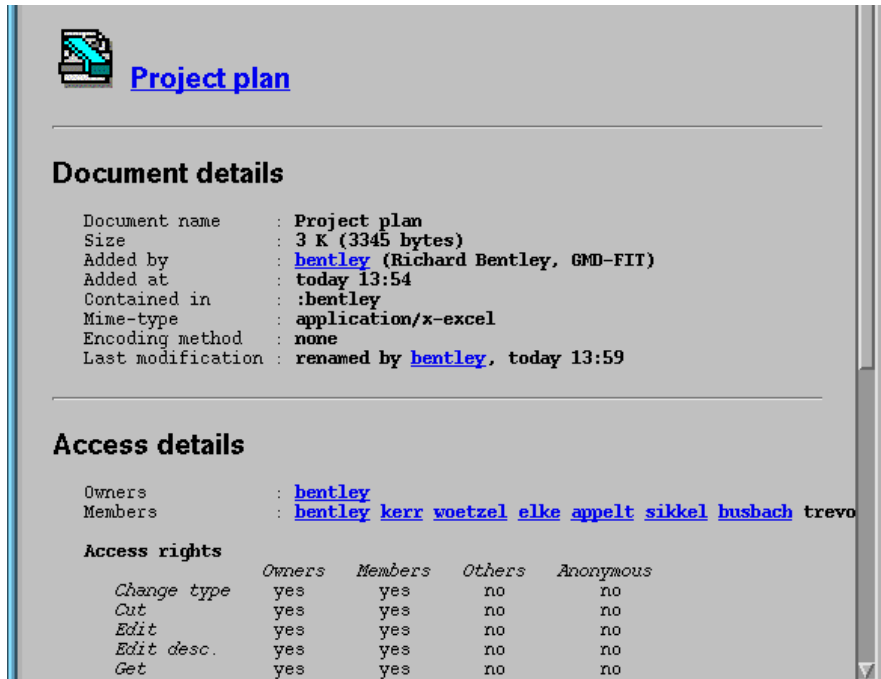 Project plan
Document details
Document name : Project plan
Size : 3 K (3345 bytes)
Added by : bentley (Richard Bentley, GMD-FIT)
Added at : today 13:54
Contained in : :bentley
Mime-type : application/x-excel
Encoding method : none
Last modification : renamed by bentley, today 13:59
Access details
Owners : bentley
Members : bentley kerr woetzel elke appelt sikkel busbach trevo
Access rights
Owners Members Others Anonymous
Change type yes yes no no
Cut yes yes no no
Edit yes yes no no
Edit desc. yes yes no no
Get yes yes no no